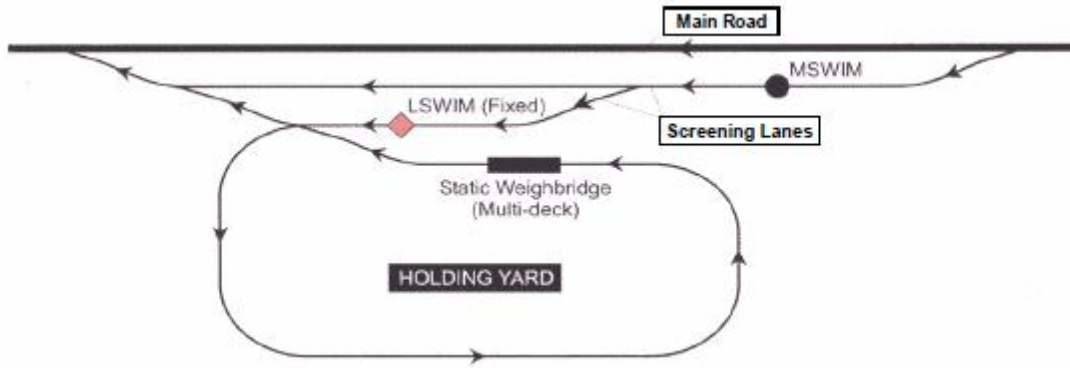 Main Road
MSWIM
LSWIM (Fixed)
Screening Lanes
Static Weighbridge
(Multi-deck)
HOLDING YARD